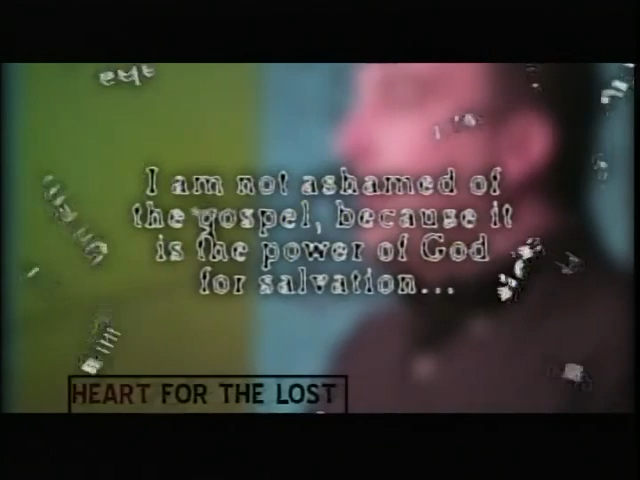 I am not ashamed of
the gospel, because it
is the power of God
for salvation...
HEART FOR THE LOST